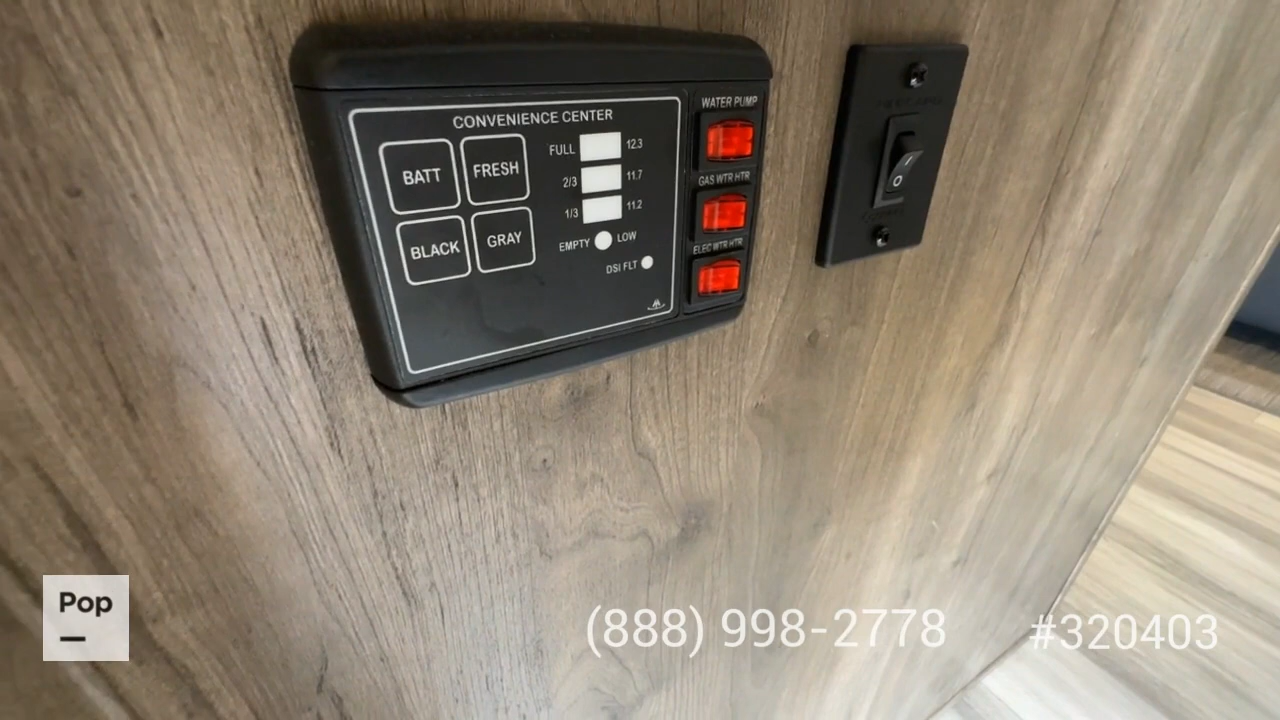 CONVENIENCE CENTER
BATT
FRESH
BLACK
GRAY
FULL 12.3
2/3 11.7
1/3 11.2
EMPTY LOW
DSI FLT
WATER PUMP
GAS WTR HTR
ELEC WTR HTR
I
O
Pop
(888) 998-2778
#320403